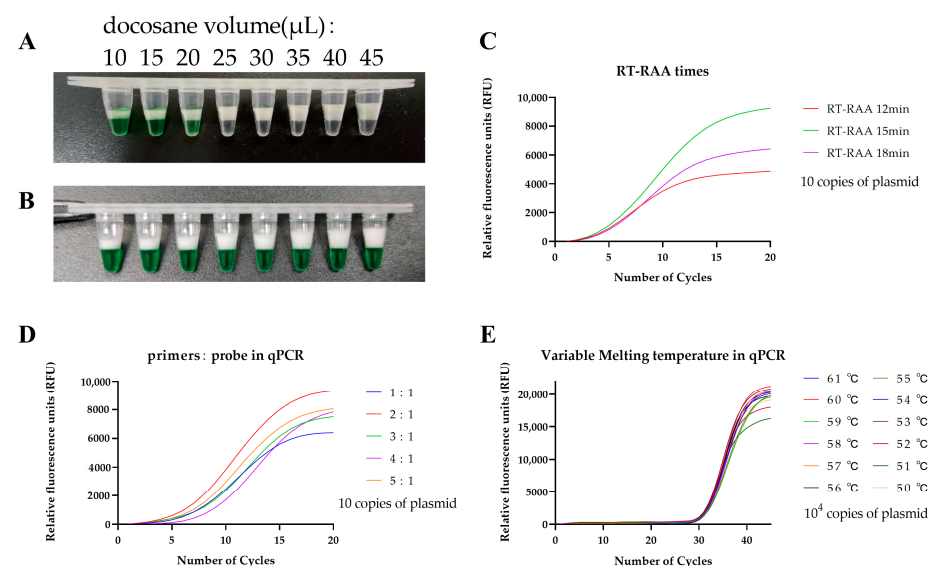 A
docosane volume(μL):
10 15 20 25 30 35 40 45
B
C
RT-RAA times
Relative fluorescence units (RFU)
10,000
8000
6000
4000
2000
0
0 5 10 15 20
Number of Cycles
RT-RAA 12min
RT-RAA 15min
RT-RAA 18min
10 copies of plasmid
D
primers: probe in qPCR
Relative fluorescence units (RFU)
10,000
8000
6000
4000
2000
0
0 5 10 15 20
Number of Cycles
1 : 1
2 : 1
3 : 1
4 : 1
5 : 1
10 copies of plasmid
E
Variable Melting temperature in qPCR
Relative fluorescence units (RFU)
20,000
15,000
10,000
5000
0
0 10 20 30 40
Number of Cycles
61 ℃ 55 ℃
60 ℃ 54 ℃
59 ℃ 53 ℃
58 ℃ 52 ℃
57 ℃ 51 ℃
56 ℃ 50 ℃
10⁴ copies of plasmid